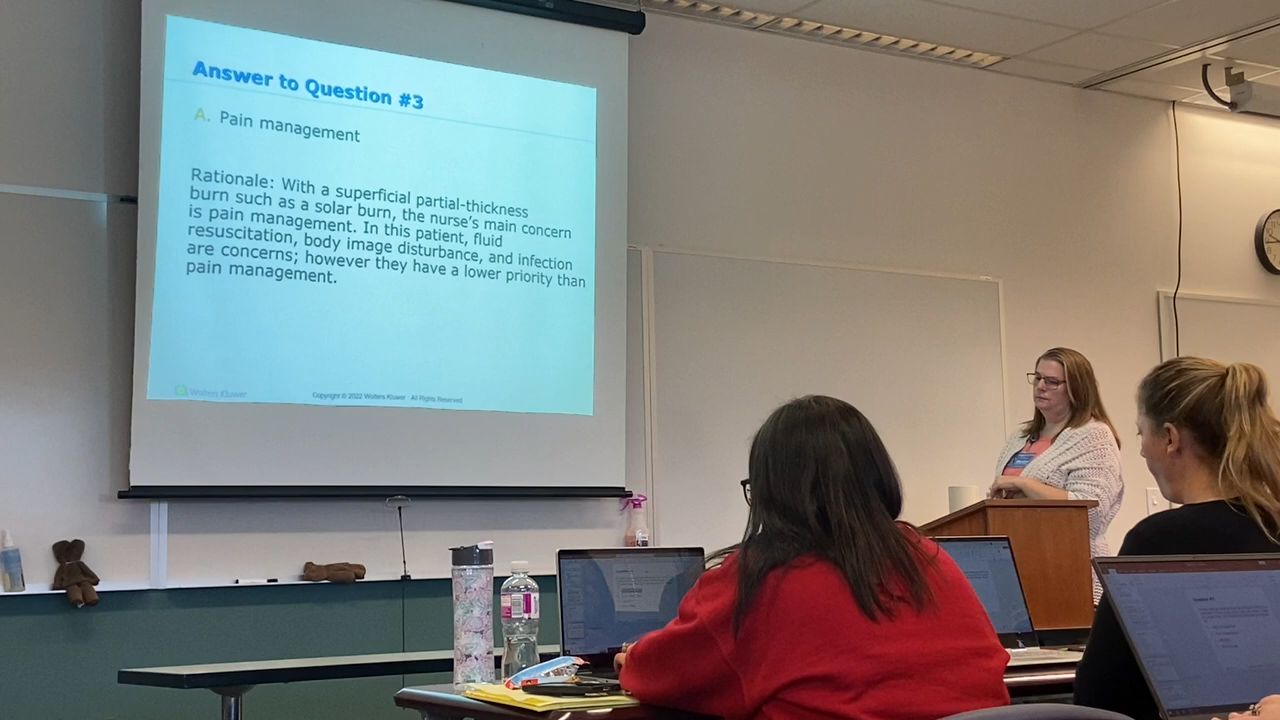 Answer to Question #3
A. Pain management
Rationale: With a superficial partial-thickness
burn such as a solar burn, the nurse's main concern
is pain management. In this patient, fluid
resuscitation, body image disturbance, and infection
are concerns; however they have a lower priority than
pain management.
Wolters Kluwer
Copyright © 2022 Wolters Kluwer · All Rights Reserved